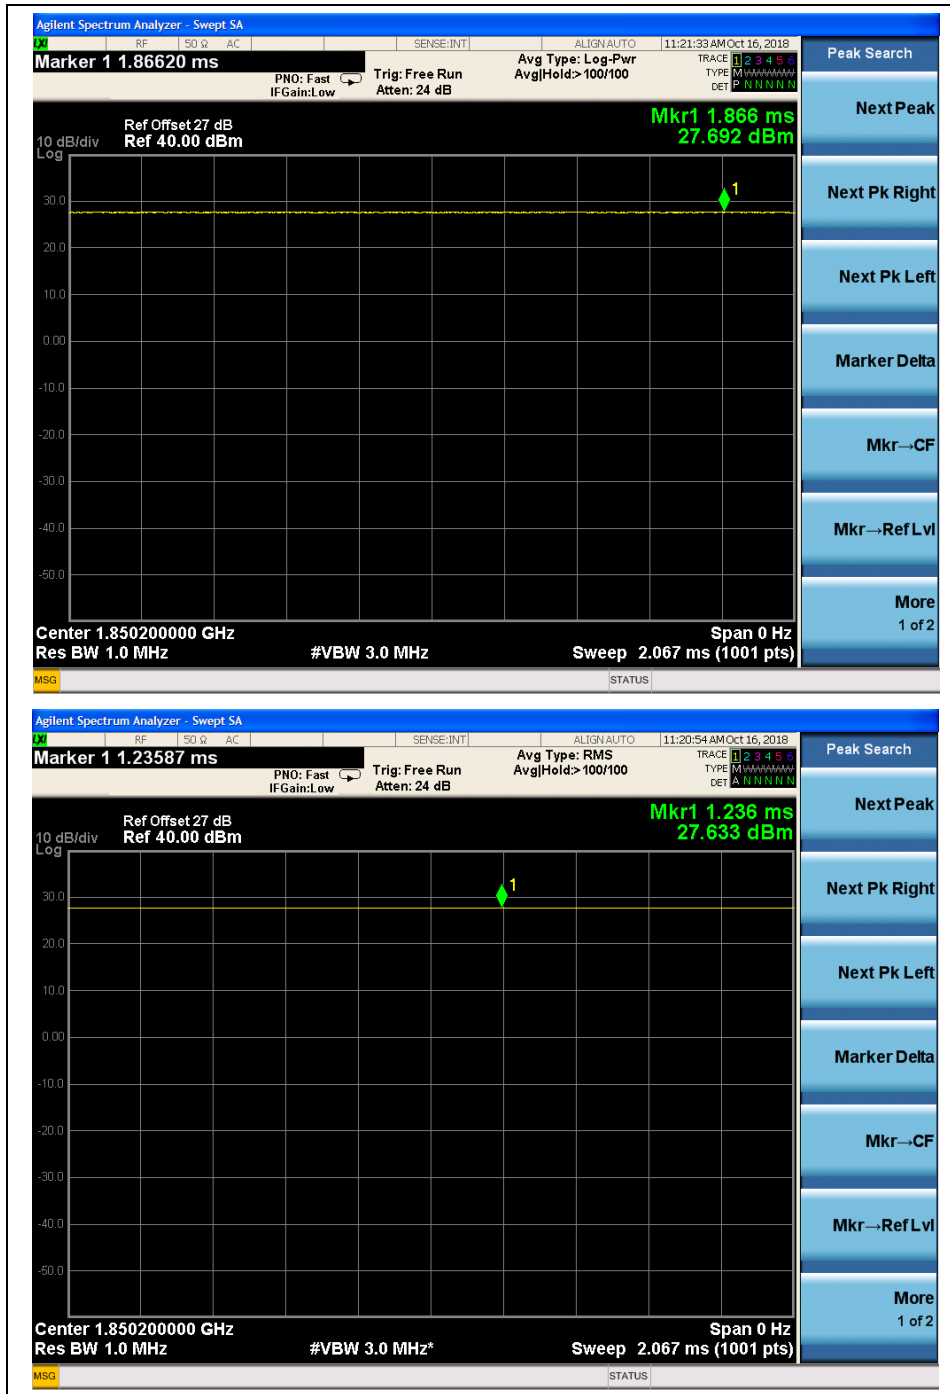 Agilent Spectrum Analyzer - Swept SA
LXI RF 50 Ω AC SENSE:INT ALIGN AUTO 11:21:33 AM Oct 16, 2018
Marker 1 1.86620 ms
PNO: Fast
IFGain:Low
Trig: Free Run
Atten: 24 dB
Avg Type: Log-Pwr
Avg|Hold:>100/100
TRACE 1 2 3 4 5 6
TYPE M WWWWW
DET P N N N N N
Mkr1 1.866 ms
27.692 dBm
Ref Offset 27 dB
10 dB/div Ref 40.00 dBm
Log
1
30.0
20.0
10.0
0.00
-10.0
-20.0
-30.0
-40.0
-50.0
Center 1.850200000 GHz Span 0 Hz
Res BW 1.0 MHz #VBW 3.0 MHz Sweep 2.067 ms (1001 pts)
MSG STATUS
Peak Search
Next Peak
Next Pk Right
Next Pk Left
Marker Delta
Mkr→CF
Mkr→Ref Lvl
More
1 of 2
Agilent Spectrum Analyzer - Swept SA
LXI RF 50 Ω AC SENSE:INT ALIGN AUTO 11:20:54 AM Oct 16, 2018
Marker 1 1.23587 ms
PNO: Fast
IFGain:Low
Trig: Free Run
Atten: 24 dB
Avg Type: RMS
Avg|Hold:>100/100
TRACE 1 2 3 4 5 6
TYPE M WWWWW
DET A N N N N N
Mkr1 1.236 ms
27.633 dBm
Ref Offset 27 dB
10 dB/div Ref 40.00 dBm
Log
1
30.0
20.0
10.0
0.00
-10.0
-20.0
-30.0
-40.0
-50.0
Center 1.850200000 GHz Span 0 Hz
Res BW 1.0 MHz #VBW 3.0 MHz* Sweep 2.067 ms (1001 pts)
MSG STATUS
Peak Search
Next Peak
Next Pk Right
Next Pk Left
Marker Delta
Mkr→CF
Mkr→Ref Lvl
More
1 of 2